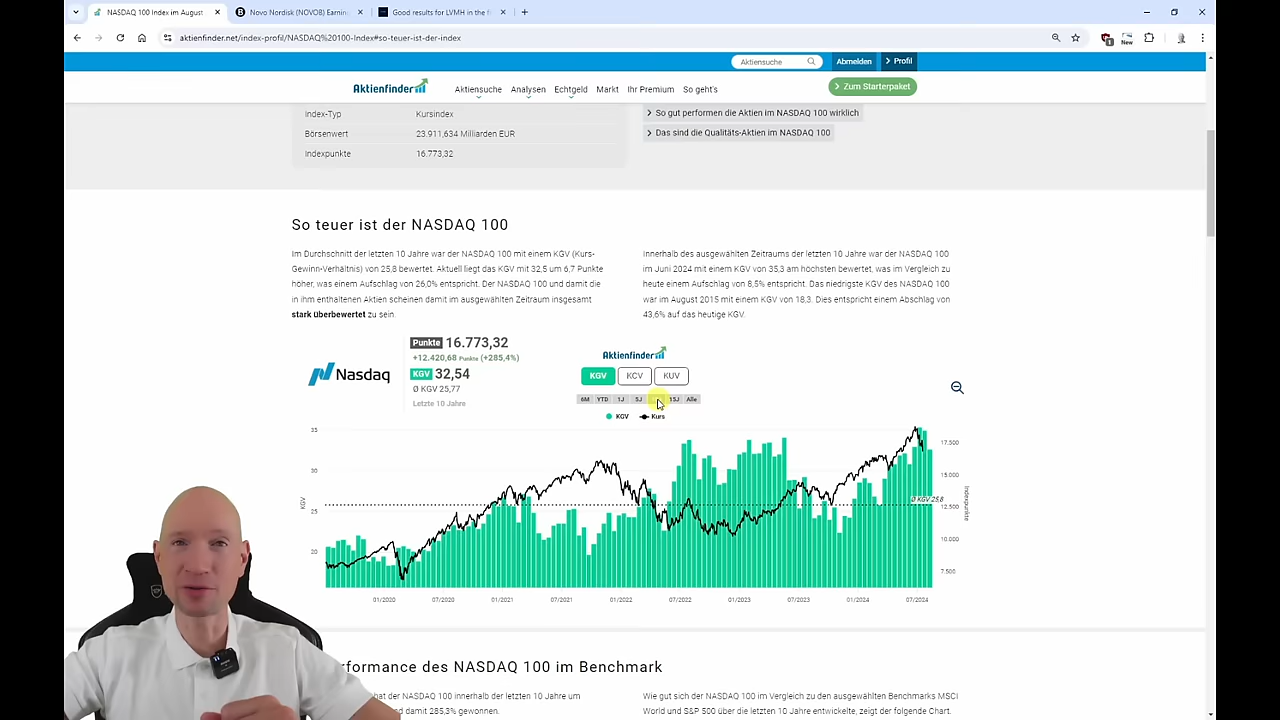 NASDAQ 100 Index im August
Novo Nordisk (NOVOB) Earnin
Good results for LVMH in the fi
aktienfinder.net/index-profil/NASDAQ%20100-Index#so-teuer-ist-der-index
New
Aktiensuche
Abmelden
Profil
Aktienfinder
Aktiensuche
Analysen
Echtgeld
Markt
Ihr Premium
So geht's
Zum Starterpaket
Index-Typ Kursindex
Börsenwert 23.911,634 Milliarden EUR
Indexpunkte 16.773,32
So gut performen die Aktien im NASDAQ 100 wirklich
Das sind die Qualitäts-Aktien im NASDAQ 100
So teuer ist der NASDAQ 100
Im Durchschnitt der letzten 10 Jahre war der NASDAQ 100 mit einem KGV (Kurs-
Gewinn-Verhältnis) von 25,8 bewertet. Aktuell liegt das KGV mit 32,5 um 6,7 Punkte
höher, was einem Aufschlag von 26,0% entspricht. Der NASDAQ 100 und damit die
in ihm enthaltenen Aktien scheinen damit im ausgewählten Zeitraum insgesamt
stark überbewertet zu sein.
Innerhalb des ausgewählten Zeitraums der letzten 10 Jahre war der NASDAQ 100
im Juni 2024 mit einem KGV von 35,3 am höchsten bewertet, was im Vergleich zu
heute einem Aufschlag von 8,5% entspricht. Das niedrigste KGV des NASDAQ 100
war im August 2015 mit einem KGV von 18,3. Dies entspricht einem Abschlag von
43,6% auf das heutige KGV.
Nasdaq
Punkte 16.773,32
+12.420,68 Punkte (+285,4%)
KGV 32,54
Ø KGV 25,77
Letzte 10 Jahre
Aktienfinder
KGV KCV KUV
6M YTD 1J 5J 15J Alle
KGV Kurs
35
30
25
20
KGV
17.500
15.000
12.500
10.000
7.500
Indexpunkte
Ø KGV 25,8
01/2020 07/2020 01/2021 07/2021 01/2022 07/2022 01/2023 07/2023 01/2024 07/2024
rformance des NASDAQ 100 im Benchmark
hat der NASDAQ 100 innerhalb der letzten 10 Jahre um
nd damit 285,3% gewonnen.
Wie gut sich der NASDAQ 100 im Vergleich zu den ausgewählten Benchmarks MSCI
World und S&P 500 über die letzten 10 Jahre entwickelte, zeigt der folgende Chart.